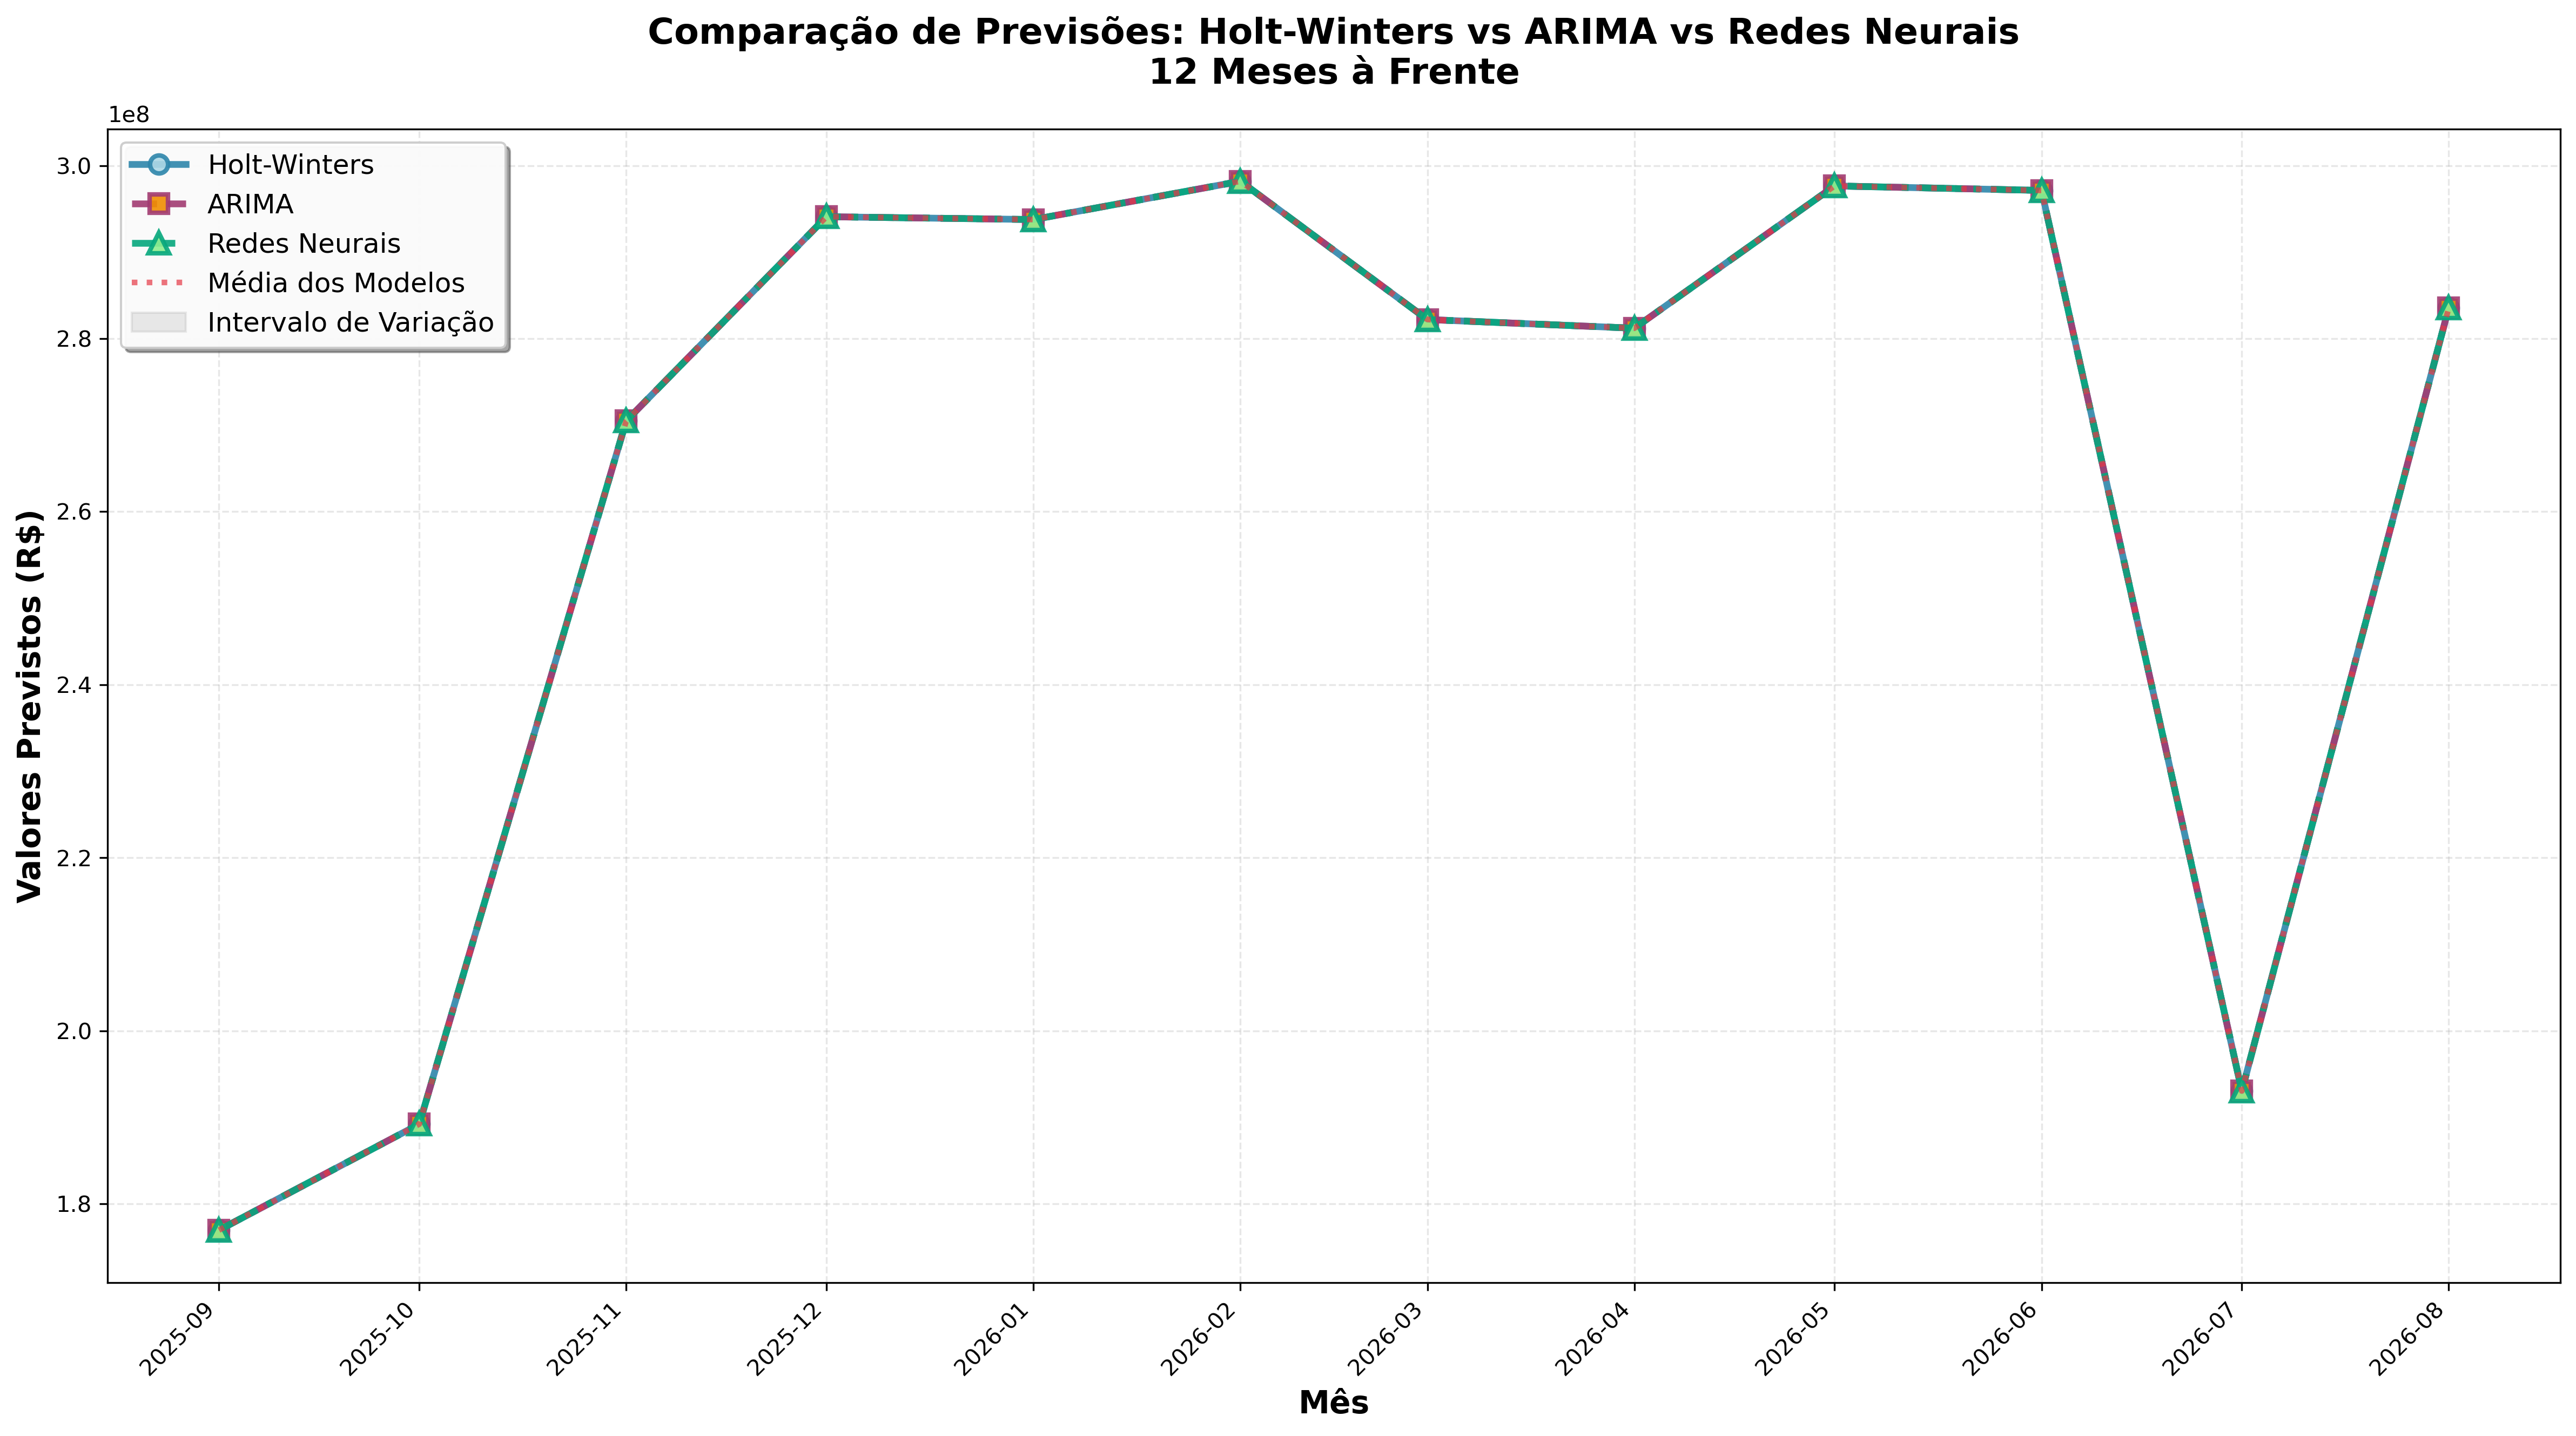 Comparação de Previsões: Holt-Winters vs ARIMA vs Redes Neurais
12 Meses à Frente
1e8
Holt-Winters
ARIMA
Redes Neurais
Média dos Modelos
Intervalo de Variação
3.0
2.8
2.6
2.4
2.2
2.0
1.8
Valores Previstos (R$)
2025-09
2025-10
2025-11
2025-12
2026-01
2026-02
2026-03
2026-04
2026-05
2026-06
2026-07
2026-08
Mês